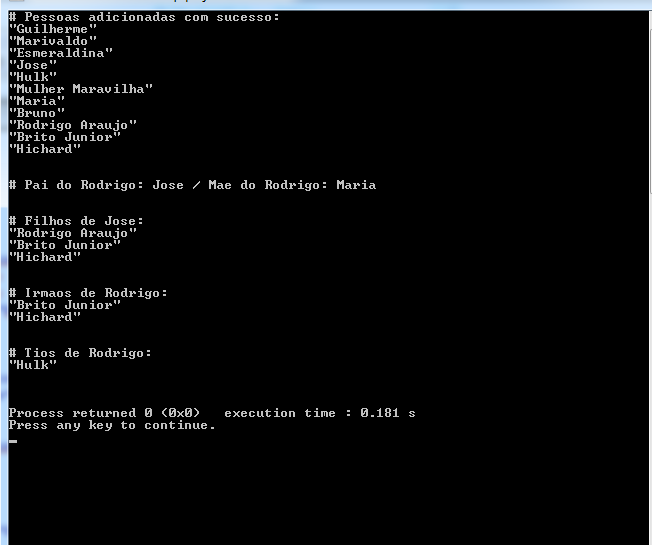 # Pessoas adicionadas com sucesso:
"Guilherme"
"Marivaldo"
"Esmeraldina"
"Jose"
"Hulk"
"Mulher Maravilha"
"Maria"
"Bruno"
"Rodrigo Araujo"
"Brito Junior"
"Hichard"
# Pai do Rodrigo: Jose / Mae do Rodrigo: Maria
# Filhos de Jose:
"Rodrigo Araujo"
"Brito Junior"
"Hichard"
# Irmaos de Rodrigo:
"Brito Junior"
"Hichard"
# Tios de Rodrigo:
"Hulk"
Process returned 0 (0x0)   execution time : 0.181 s
Press any key to continue.